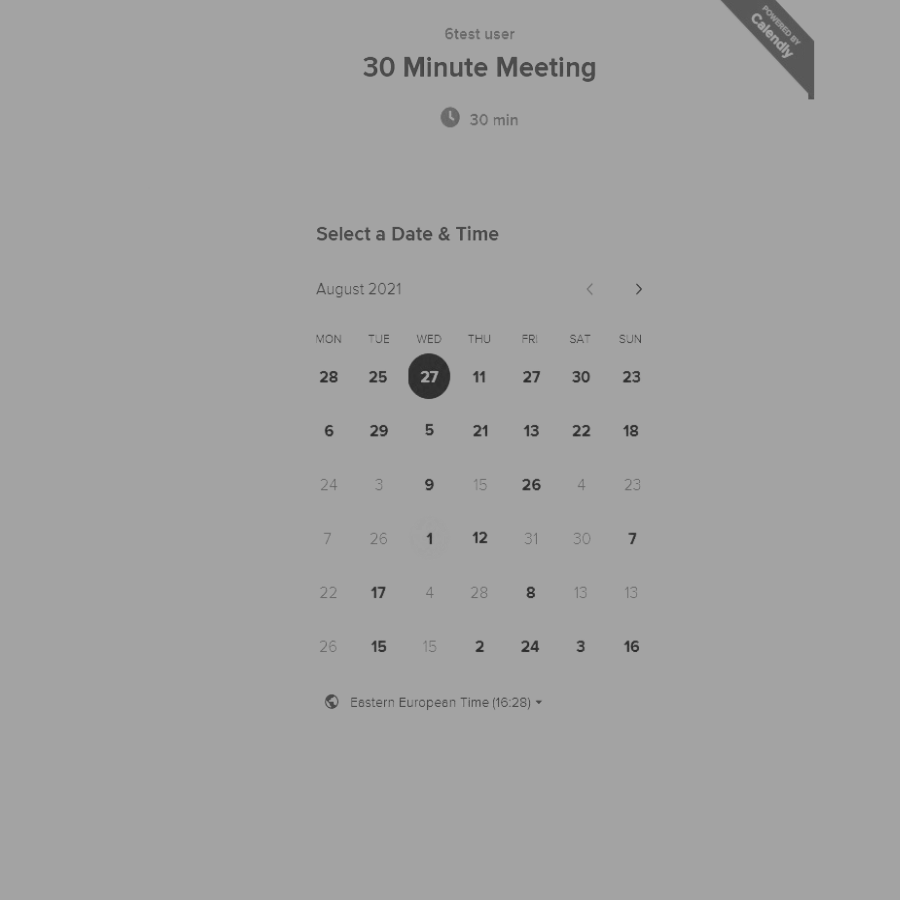 6test user
POWERED BY
Calendly
30 Minute Meeting
30 min
Select a Date & Time
August 2021
MON TUE WED THU FRI SAT SUN
28 25 27 11 27 30 23
6 29 5 21 13 22 18
24 3 9 15 26 4 23
7 26 1 12 31 30 7
22 17 4 28 8 13 13
26 15 15 2 24 3 16
Eastern European Time (16:28)